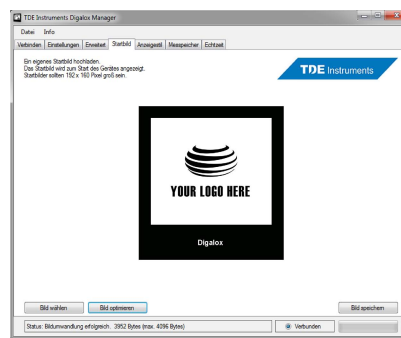 TDE Instruments Digalox Manager
Datei Info
Verbinden Einstellungen Erweitert Startbild Anzeigestil Messpeicher Echtzeit
Ein eigenes Startbild hochladen.
Das Startbild wird zum Start des Gerätes angezeigt.
Startbilder sollten 192 x 160 Pixel groß sein.
TDE Instruments
YOUR LOGO HERE
Digalox
Bild wählen Bild optimieren Bild speichern
Status: Bildumwandlung erfolgreich. 3952 Bytes (max. 4096 Bytes) Verbunden